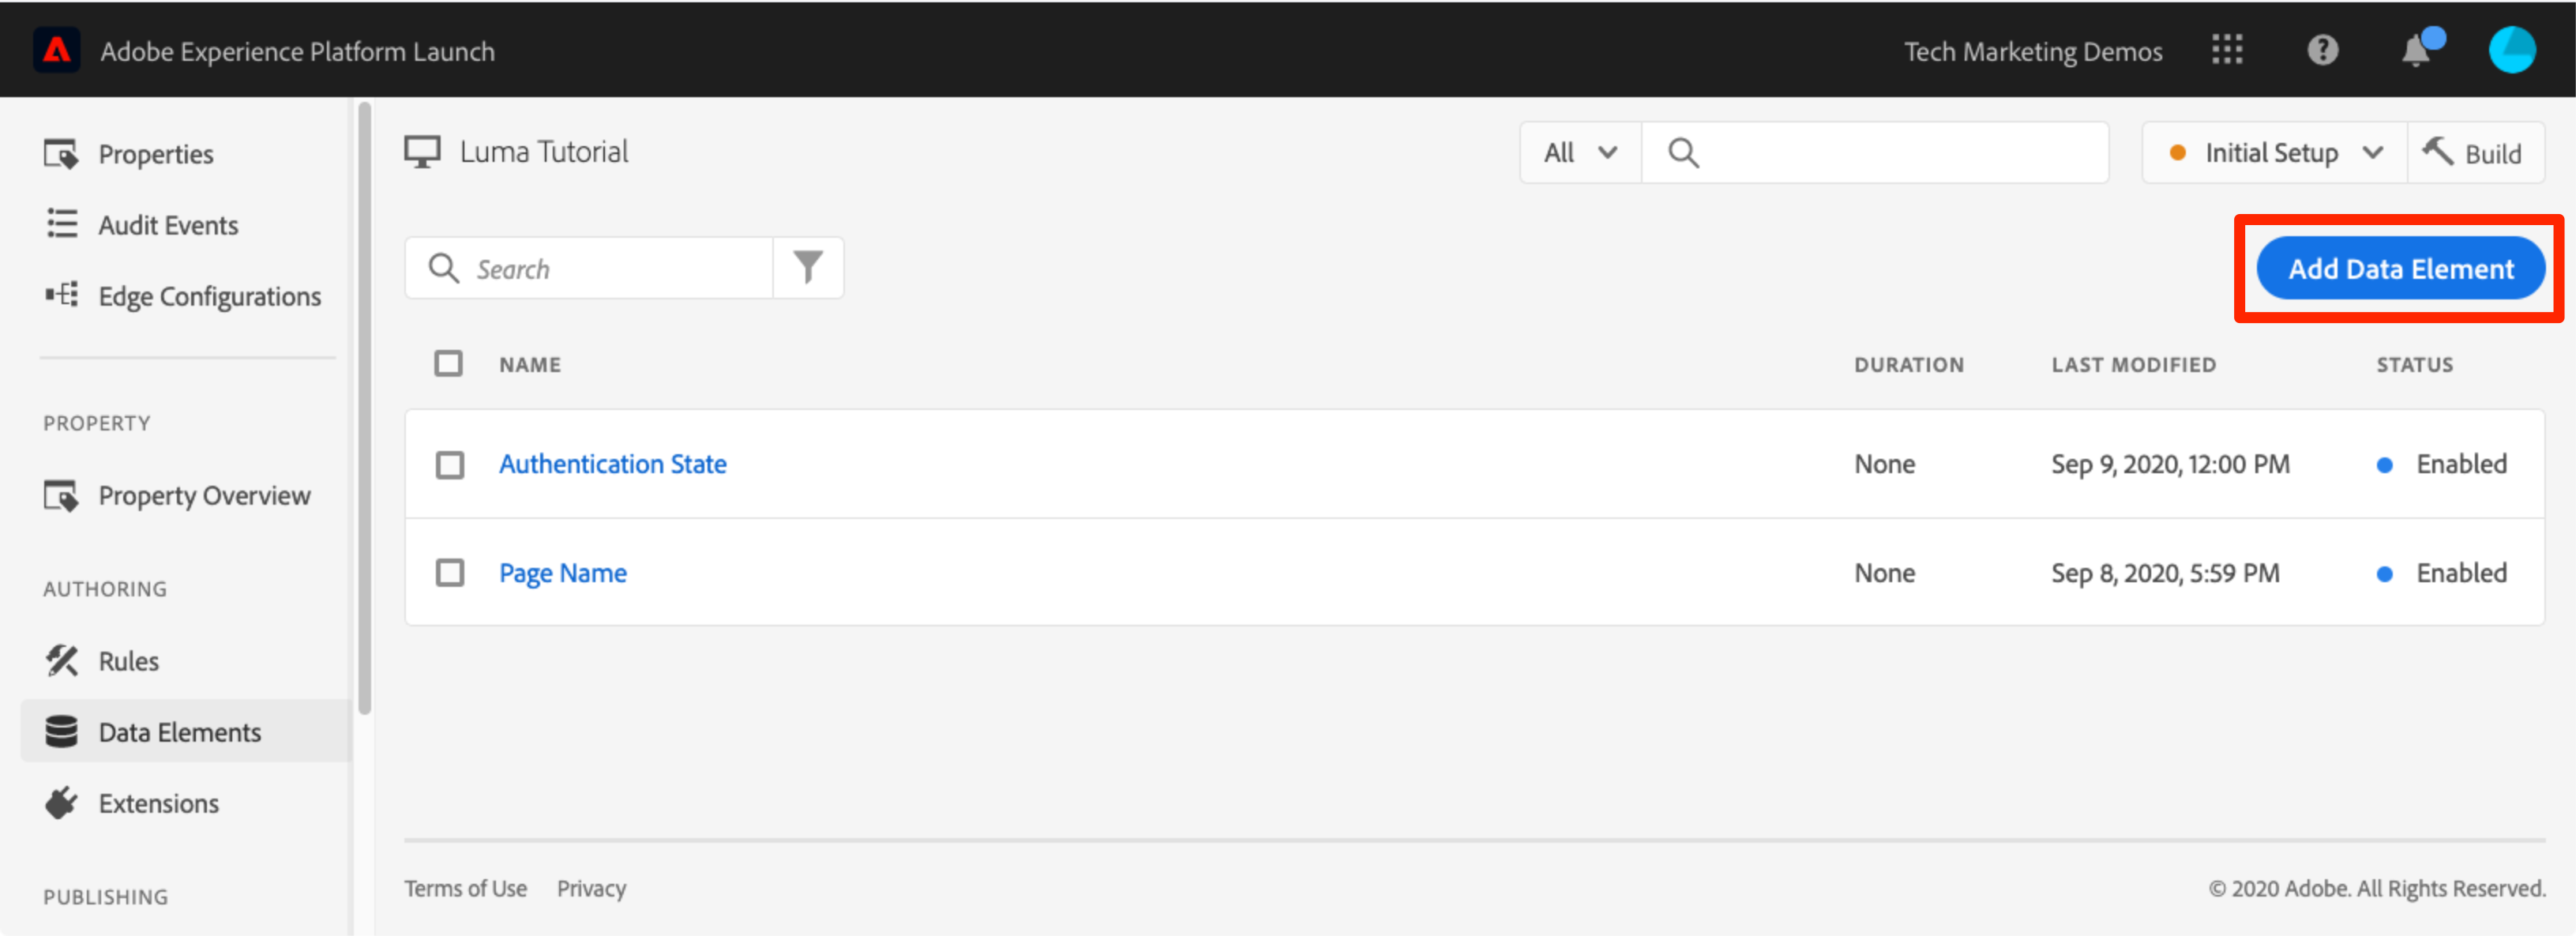 Adobe Experience Platform Launch
Tech Marketing Demos
Properties
Audit Events
Edge Configurations
PROPERTY
Property Overview
AUTHORING
Rules
Data Elements
Extensions
PUBLISHING
Luma Tutorial
All
Initial Setup
Build
Search
Add Data Element
NAME DURATION LAST MODIFIED STATUS
Authentication State None Sep 9, 2020, 12:00 PM Enabled
Page Name None Sep 8, 2020, 5:59 PM Enabled
Terms of Use Privacy
© 2020 Adobe. All Rights Reserved.